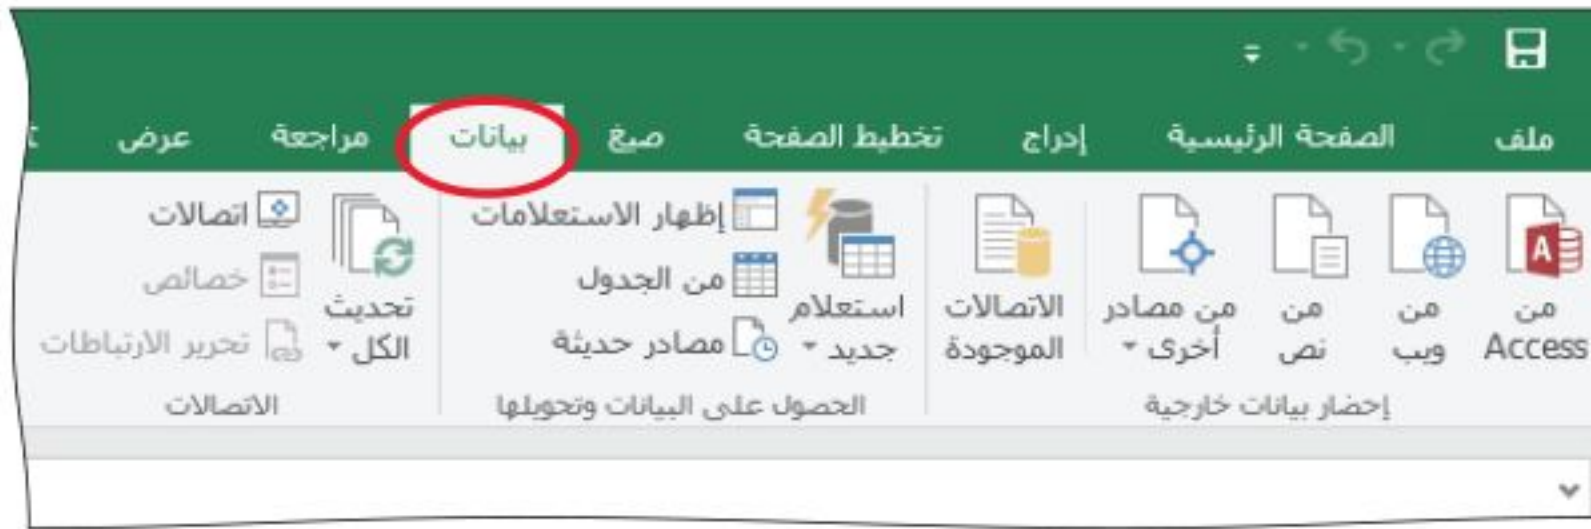 ملف
الصفحة الرئيسية
إدراج
تخطيط الصفحة
صيغ
بيانات
مراجعة
عرض
من
Access
من
ويب
من
نص
من مصادر
أخرى
الاتصالات
الموجودة
إحضار بيانات خارجية
استعلام
جديد
إظهار الاستعلامات
من الجدول
مصادر حديثة
الحصول على البيانات وتحويلها
تحديث
الكل
اتصالات
خصائص
تحرير الارتباطات
الاتصالات